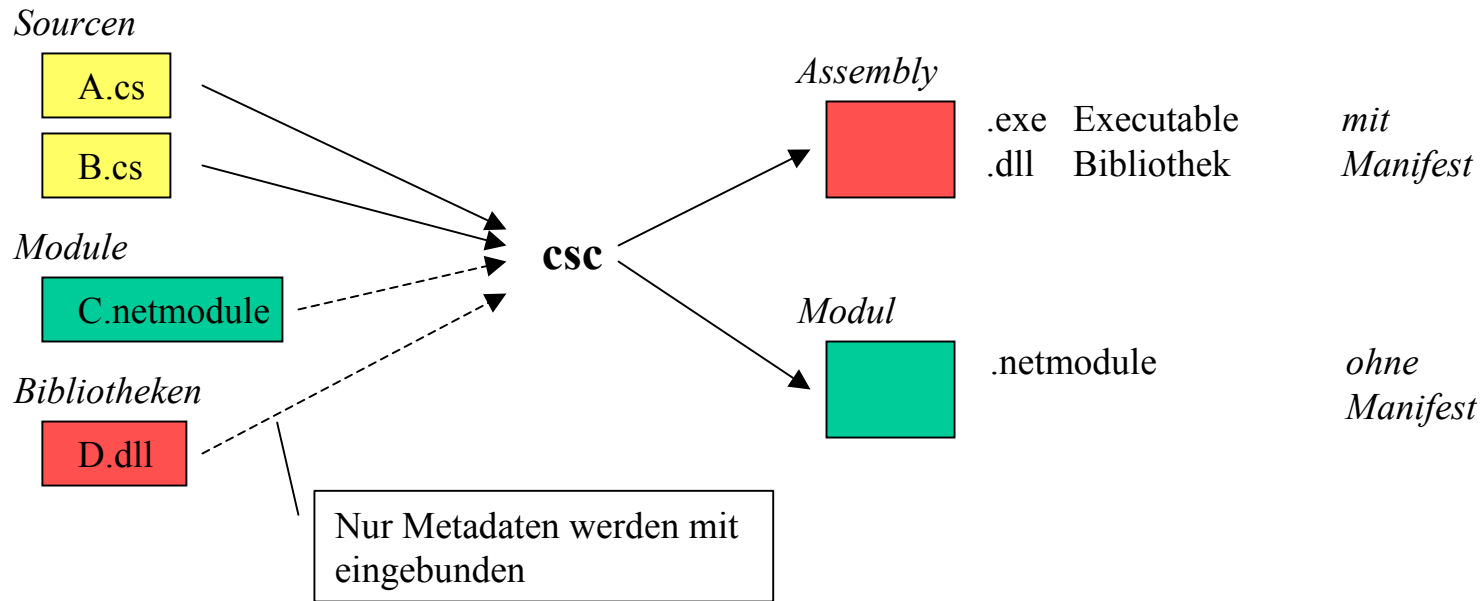 Sourcen
A.cs
B.cs
Module
C.netmodule
Bibliotheken
D.dll
Nur Metadaten werden mit
eingebunden
csc
Assembly
.exe Executable mit
.dll Bibliothek Manifest
Modul
.netmodule ohne
Manifest